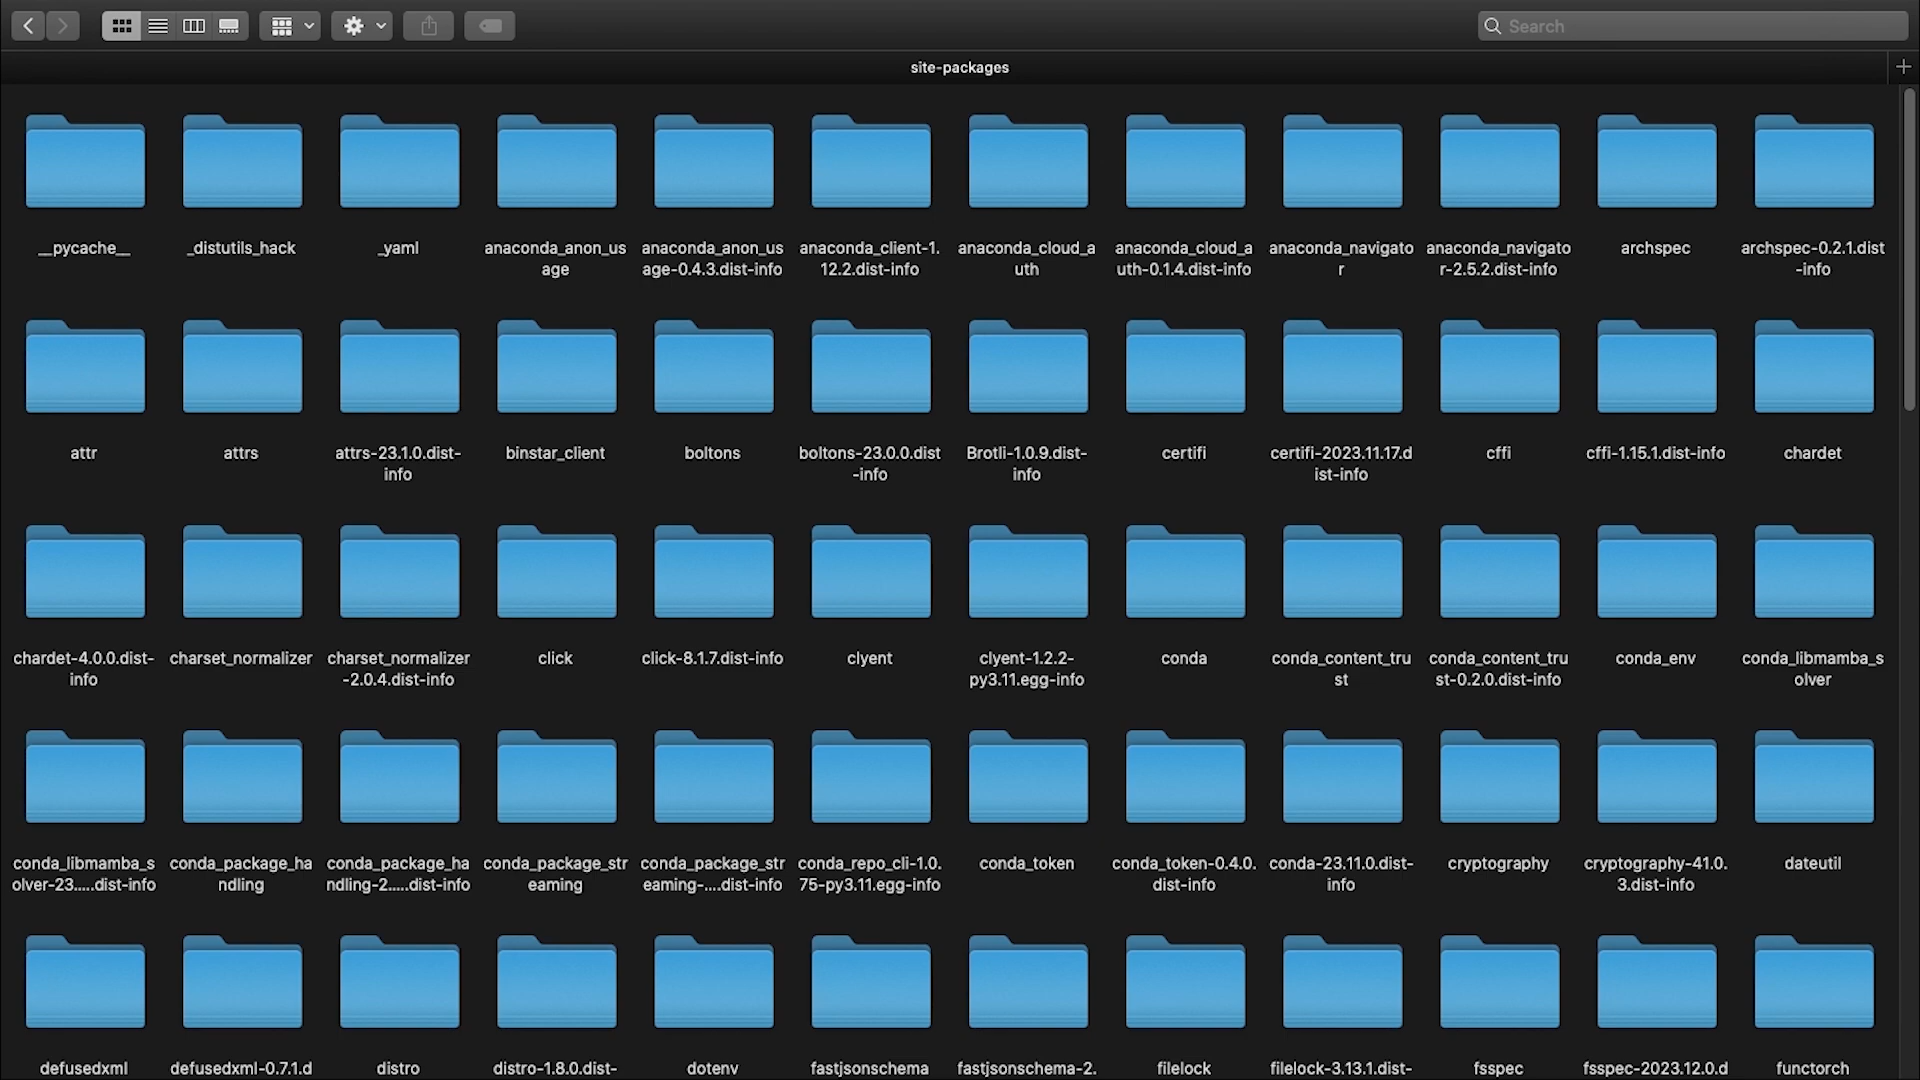 Search
site-packages
__pycache__
_distutils_hack
_yaml
anaconda_anon_us
age
anaconda_anon_us
age-0.4.3.dist-info
anaconda_client-1.
12.2.dist-info
anaconda_cloud_a
uth
anaconda_cloud_a
uth-0.1.4.dist-info
anaconda_navigato
r
anaconda_navigato
r-2.5.2.dist-info
archspec
archspec-0.2.1.dist
-info
attr
attrs
attrs-23.1.0.dist-
info
binstar_client
boltons
boltons-23.0.0.dist
-info
Brotli-1.0.9.dist-
info
certifi
certifi-2023.11.17.d
ist-info
cffi
cffi-1.15.1.dist-info
chardet
chardet-4.0.0.dist-
info
charset_normalizer
charset_normalizer
-2.0.4.dist-info
click
click-8.1.7.dist-info
clyent
clyent-1.2.2-
py3.11.egg-info
conda
conda_content_tru
st
conda_content_tru
st-0.2.0.dist-info
conda_env
conda_libmamba_s
olver
conda_libmamba_s
olver-23.....dist-info
conda_package_ha
ndling
conda_package_ha
ndling-2.....dist-info
conda_package_str
eaming
conda_package_str
eaming-....dist-info
conda_repo_cli-1.0.
75-py3.11.egg-info
conda_token
conda_token-0.4.0.
dist-info
conda-23.11.0.dist-
info
cryptography
cryptography-41.0.
3.dist-info
dateutil
defusedxml
defusedxml-0.7.1.d
distro
distro-1.8.0.dist-
dotenv
fastjsonschema
fastjsonschema-2.
filelock
filelock-3.13.1.dist-
fsspec
fsspec-2023.12.0.d
functorch